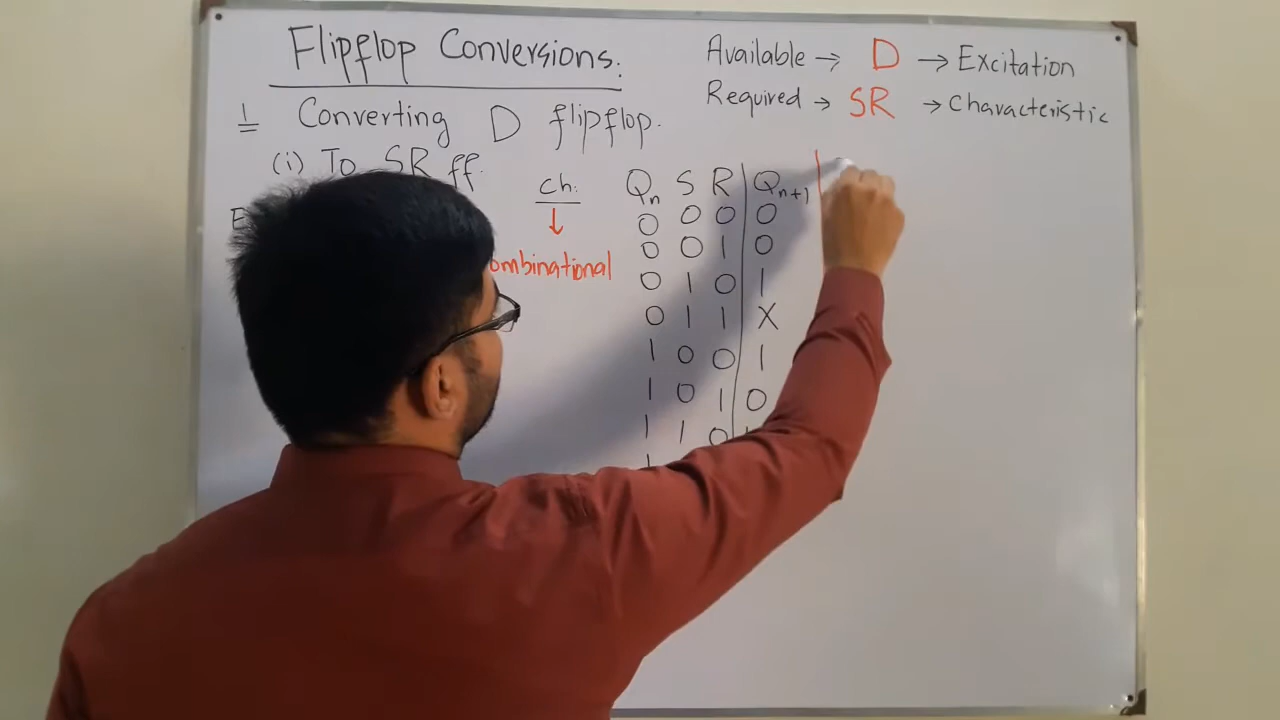 Flipflop Conversions:
Available → D → Excitation
Required → SR → Characteristic
1 Converting D flipflop.
(i) To SR ff.
ch: ↓
ombinational
Qn S R | Qn+1
0 0 0 | 0
0 0 1 | 0
0 1 0 | 1
0 1 1 | X
1 0 0 | 1
1 0 1 | 0
1 1 0
1